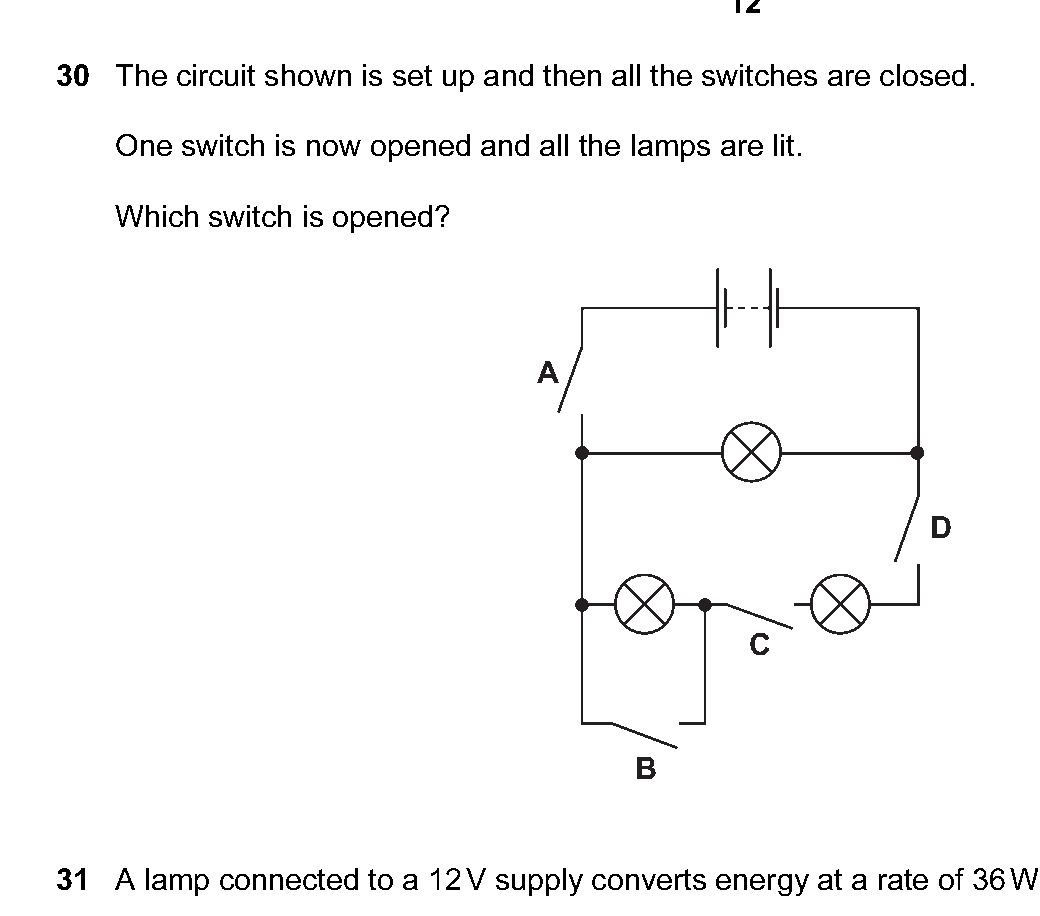 12
30 The circuit shown is set up and then all the switches are closed.
One switch is now opened and all the lamps are lit.
Which switch is opened?
A
D
C
B
31 A lamp connected to a 12 V supply converts energy at a rate of 36 W